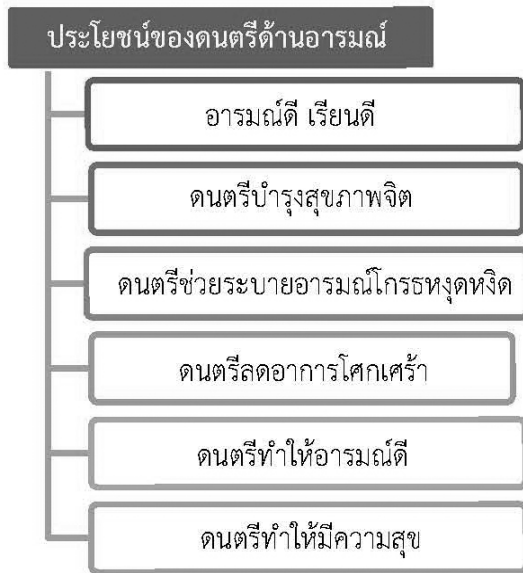 ประโยชน์ของดนตรีด้านอารมณ์
อารมณ์ดี เรียนดี
ดนตรีบำรุงสุขภาพจิต
ดนตรีช่วยระบายอารมณ์โกรธหงุดหงิด
ดนตรีลดอาการโศกเศร้า
ดนตรีทำให้อารมณ์ดี
ดนตรีทำให้มีความสุข